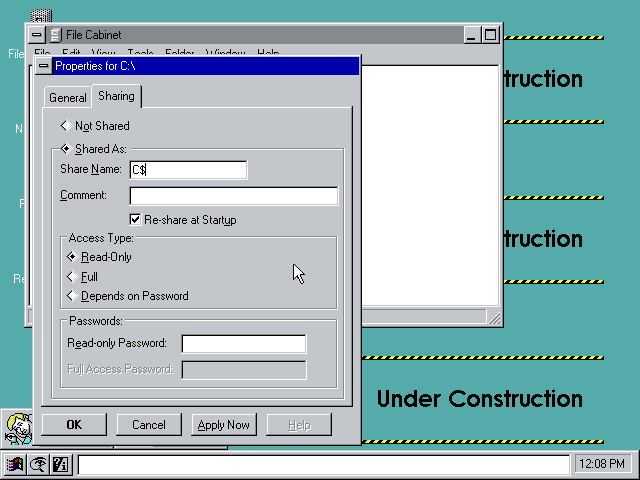 File Cabinet
File
File Edit View Tools Folder Window Help
Properties for C:\
General
Sharing
Not Shared
Shared As:
Share Name: C$
Comment:
Re-share at Startup
Access Type:
Read-Only
Full
Depends on Password
Passwords:
Read-only Password:
Full Access Password:
OK
Cancel
Apply Now
Help
truction
truction
Under Construction
12:08 PM